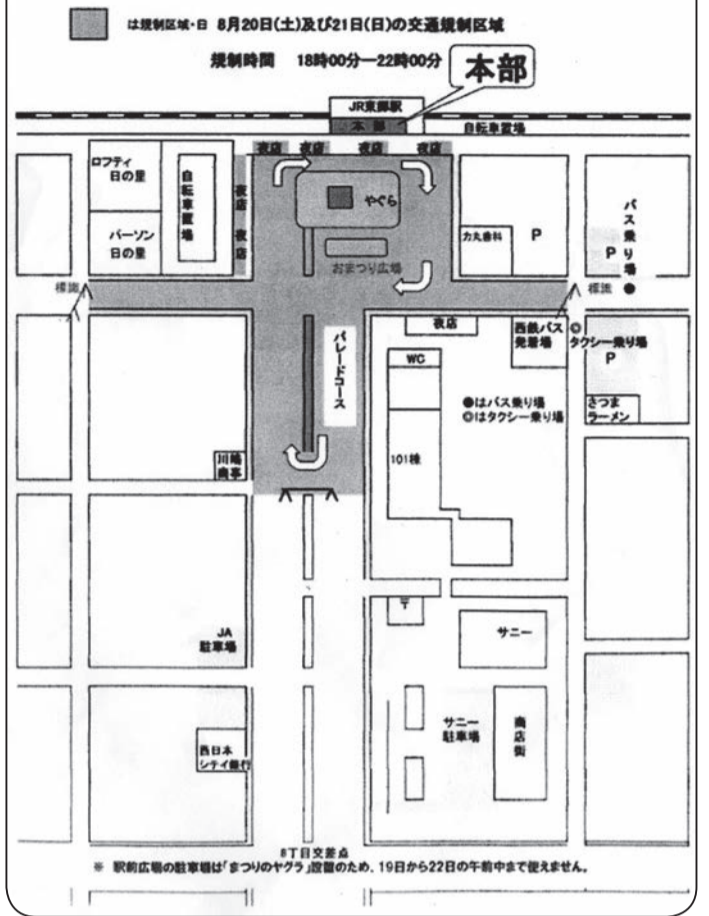 は規制区域・日 8月20日(土)及び21日(日)の交通規制区域
規制時間 18時00分ー22時00分
本部
JR東郷駅
本部
自転車置場
夜店 夜店 夜店 夜店
ロフティ
日の里
自転車置場
夜店
夜店
やぐら
バス乗り場
パーソン
日の里
力丸歯科
P
P
おまつり広場
標識
標識 ●
夜店
西鉄バス
発着場
◎
タクシー乗り場
P
パレードコース
WC
●はバス乗り場
◎はタクシー乗り場
さつま
ラーメン
川嶋
商事
101棟
〒
サニー
JA
駐車場
サニー
駐車場
商店街
西日本
シティ銀行
8丁目交差点
※ 駅前広場の駐車場は「まつりのヤグラ」設置のため、19日から22日の午前中まで使えません。